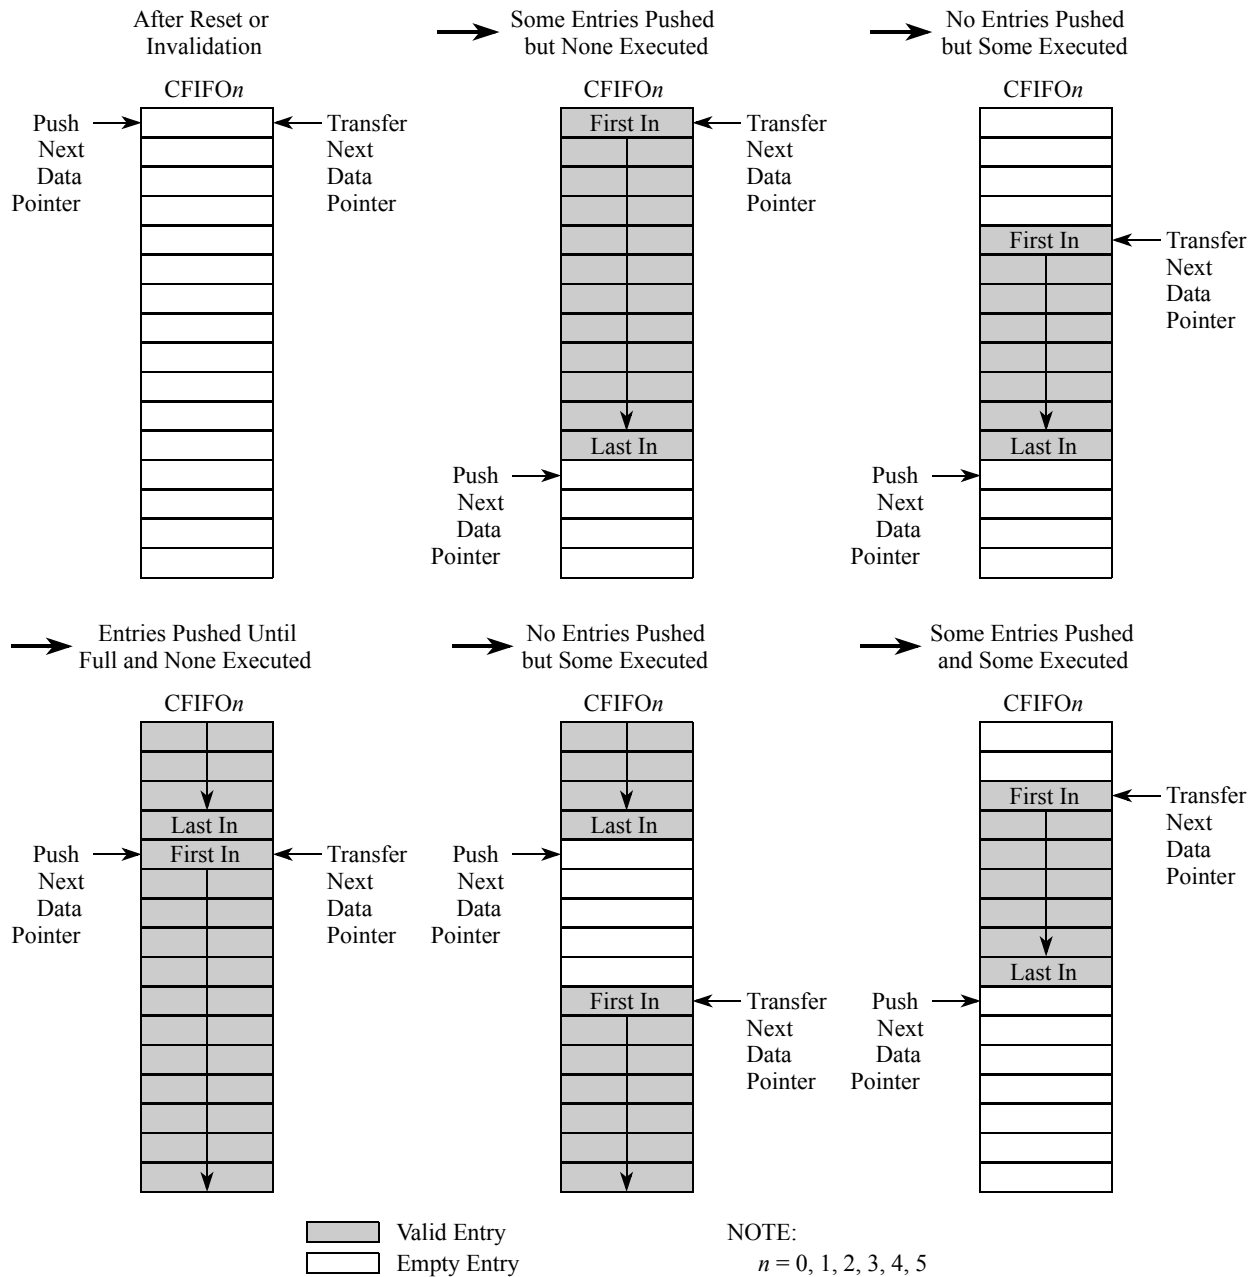 After Reset or
Invalidation
CFIFOn
Push
Next
Data
Pointer
Transfer
Next
Data
Pointer
Some Entries Pushed
but None Executed
CFIFOn
First In
Last In
Transfer
Next
Data
Pointer
Push
Next
Data
Pointer
No Entries Pushed
but Some Executed
CFIFOn
First In
Last In
Transfer
Next
Data
Pointer
Push
Next
Data
Pointer
Entries Pushed Until
Full and None Executed
CFIFOn
Last In
First In
Push
Next
Data
Pointer
Transfer
Next
Data
Pointer
No Entries Pushed
but Some Executed
CFIFOn
Last In
First In
Push
Next
Data
Pointer
Transfer
Next
Data
Pointer
Some Entries Pushed
and Some Executed
CFIFOn
First In
Last In
Transfer
Next
Data
Pointer
Push
Next
Data
Pointer
Valid Entry
Empty Entry
NOTE:
n = 0, 1, 2, 3, 4, 5